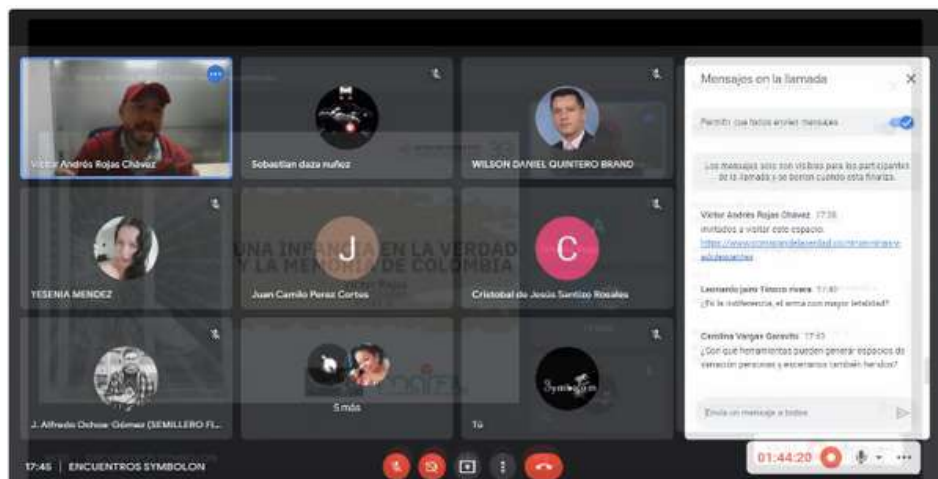 Víctor Andrés Rojas Chávez
Sebastian daza nuñez
WILSON DANIEL QUINTERO BRAND
YESENIA MENDEZ
J
Juan Camilo Perez Cortes
C
Cristobal de Jesús Santizo Rosales
UNA INFANCIA EN LA VERDAD
Y LA MEMORIA DE COLOMBIA
J. Alfredo Ochoa-Gómez (SEMILLERO FI...
5 más
Symbolon
Tú
Mensajes en la llamada
Permitir que todos envíen mensajes
Los mensajes solo son visibles para los participantes
de la llamada y se borran cuando esta finaliza.
Víctor Andrés Rojas Chávez 17:38
invitados a visitar este espacio.
Leonardo jairo Tinoco rivera 17:40
¿Es la indiferencia, el arma con mayor letalidad?
Carolina Vargas Garavito 17:43
¿Con que herramientas pueden generar espacios de
personas y escenarios también heridos?
Envía un mensaje a todos
17:45 | ENCUENTROS SYMBOLON
01:44:20